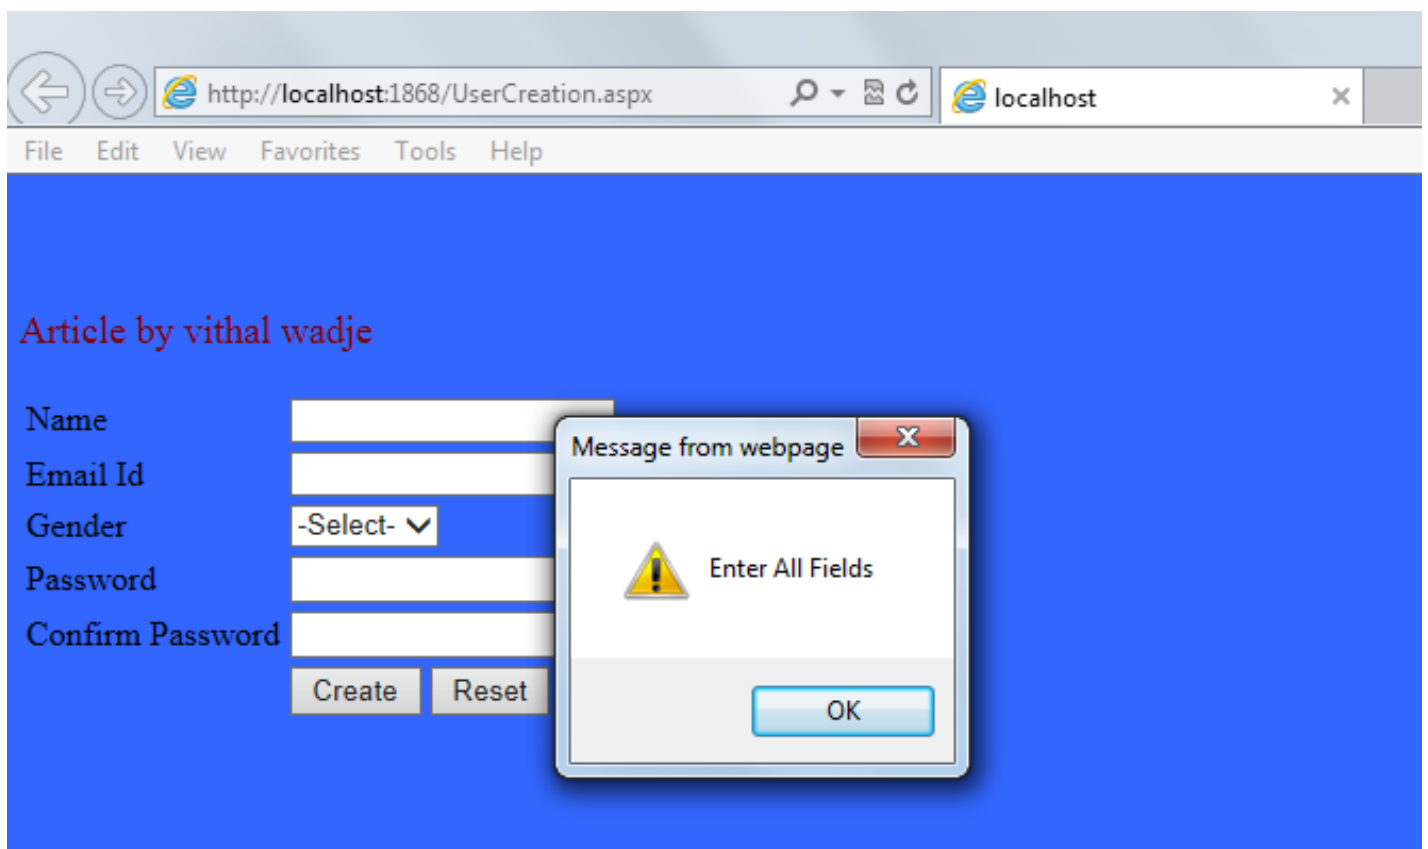 http://localhost:1868/UserCreation.aspx
localhost
File Edit View Favorites Tools Help
Article by vithal wadje
Name
Email Id
Gender -Select-
Password
Confirm Password
Create Reset
Message from webpage
Enter All Fields
OK